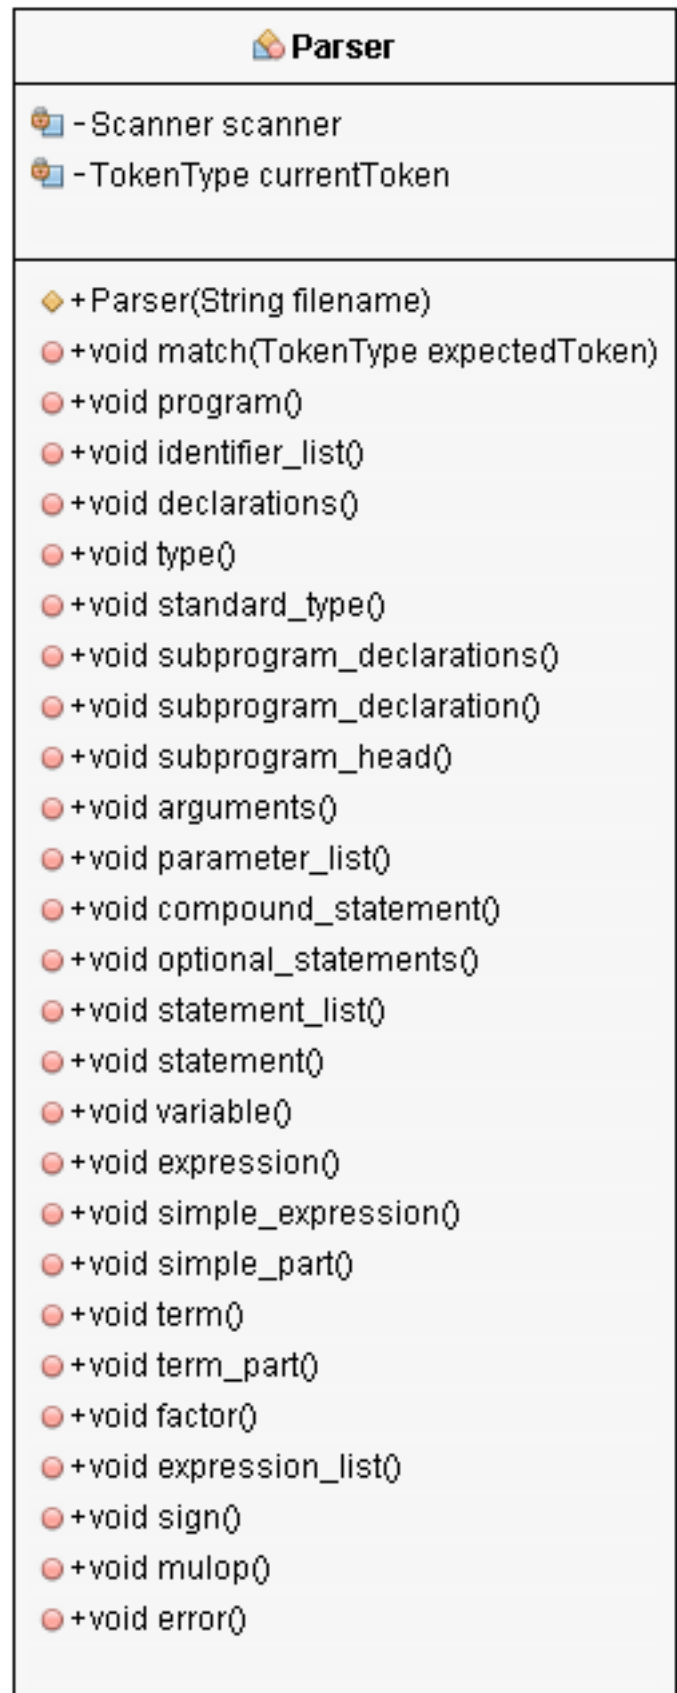 Parser
-Scanner scanner
-TokenType currentToken
+Parser(String filename)
+void match(TokenType expectedToken)
+void program()
+void identifier_list()
+void declarations()
+void type()
+void standard_type()
+void subprogram_declarations()
+void subprogram_declaration()
+void subprogram_head()
+void arguments()
+void parameter_list()
+void compound_statement()
+void optional_statements()
+void statement_list()
+void statement()
+void variable()
+void expression()
+void simple_expression()
+void simple_part()
+void term()
+void term_part()
+void factor()
+void expression_list()
+void sign()
+void mulop()
+void error()